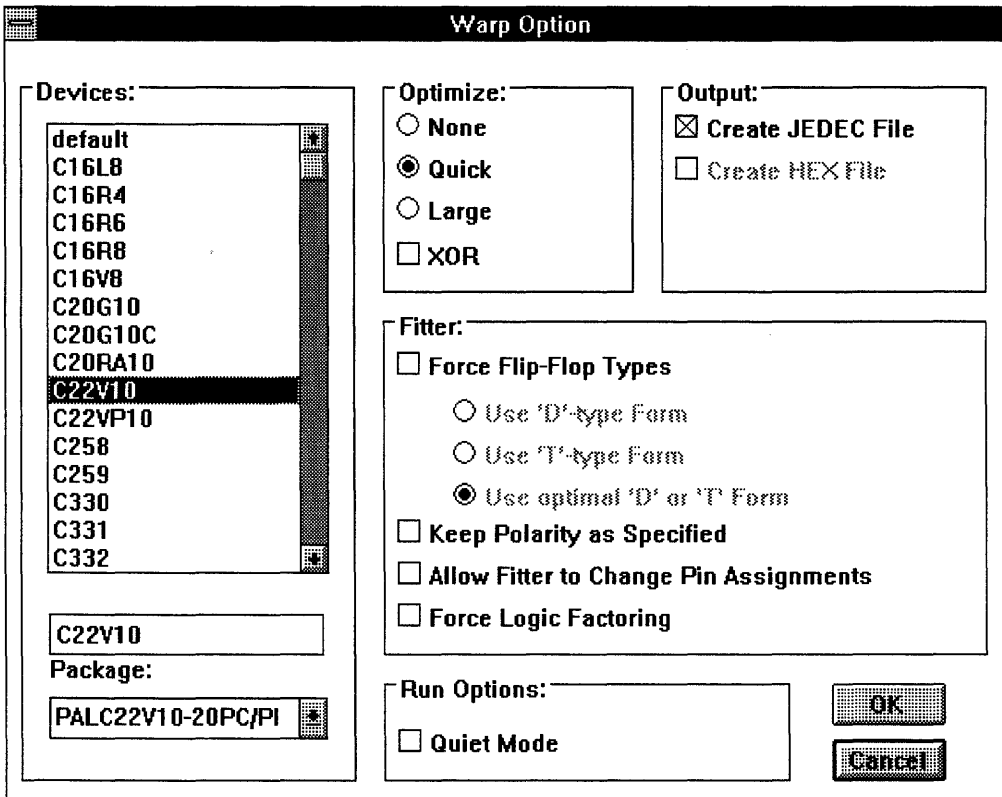 Warp Option
Devices:
default
C16L8
C16R4
C16R6
C16R8
C16V8
C20G10
C20G10C
C20RA10
C22V10
C22VP10
C258
C259
C330
C331
C332
C22V10
Package:
PALC22V10-20PC/PI
Optimize:
None
Quick
Large
XOR
Output:
Create JEDEC File
Create HEX File
Fitter:
Force Flip-Flop Types
Use 'D'-type Form
Use 'T'-type Form
Use optimal 'D' or 'T' Form
Keep Polarity as Specified
Allow Fitter to Change Pin Assignments
Force Logic Factoring
Run Options:
Quiet Mode
OK
Cancel